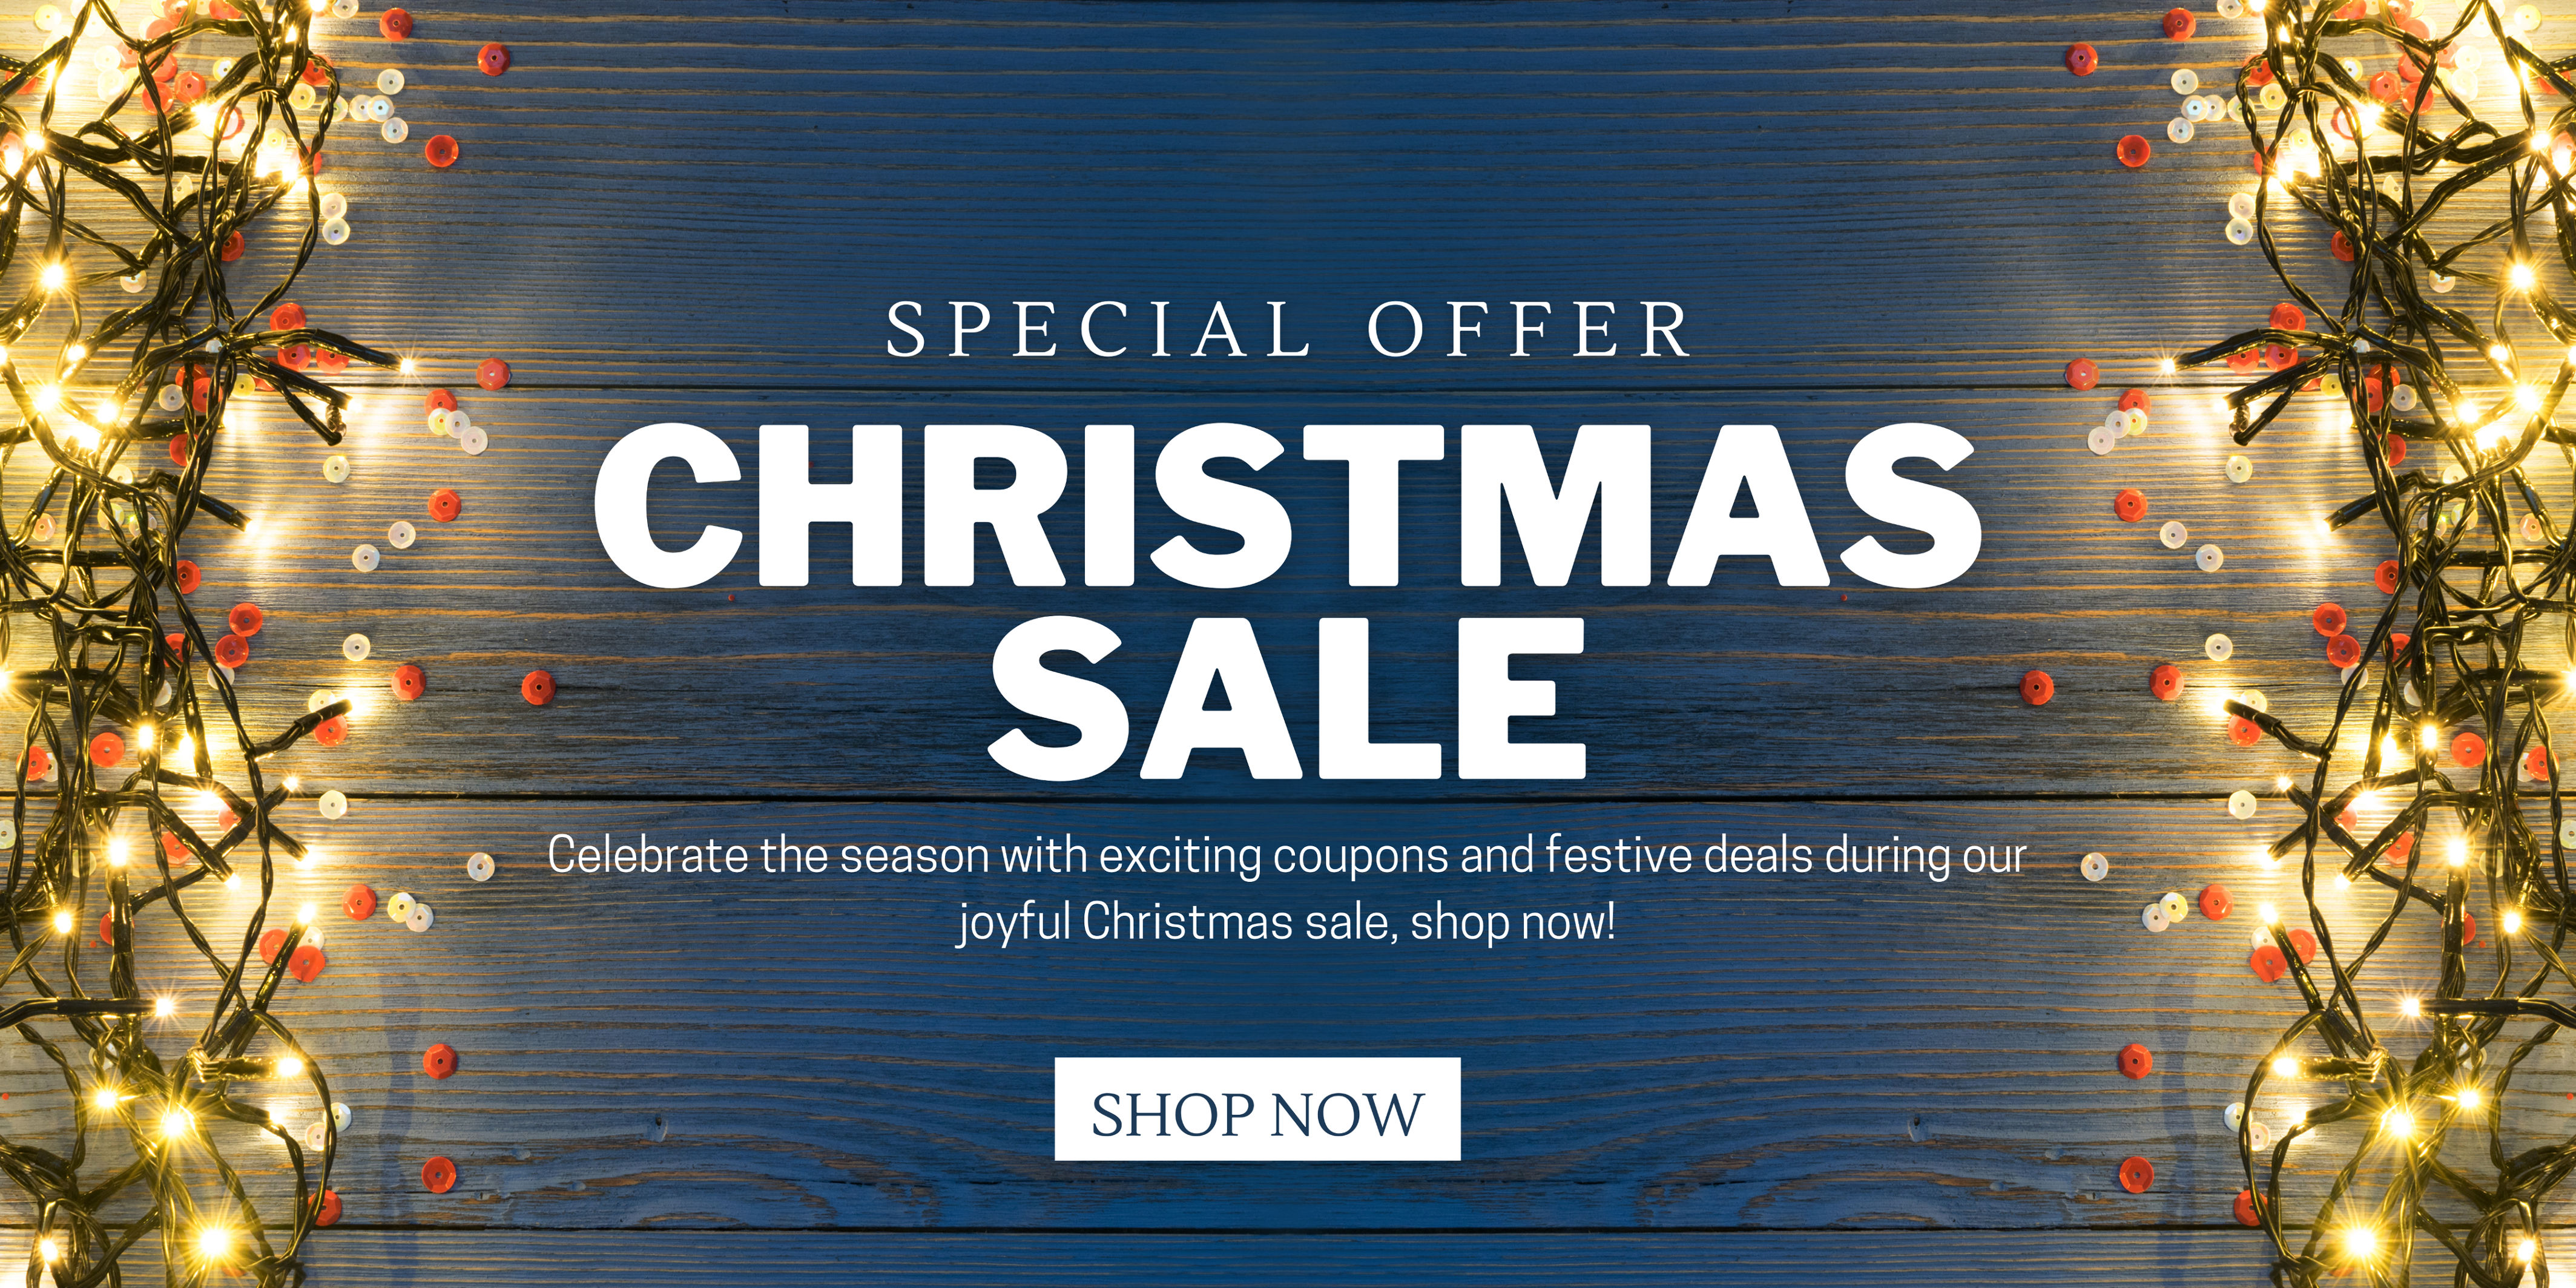 SPECIAL OFFER
CHRISTMAS
SALE
Celebrate the season with exciting coupons and festive deals during our
joyful Christmas sale, shop now!
SHOP NOW